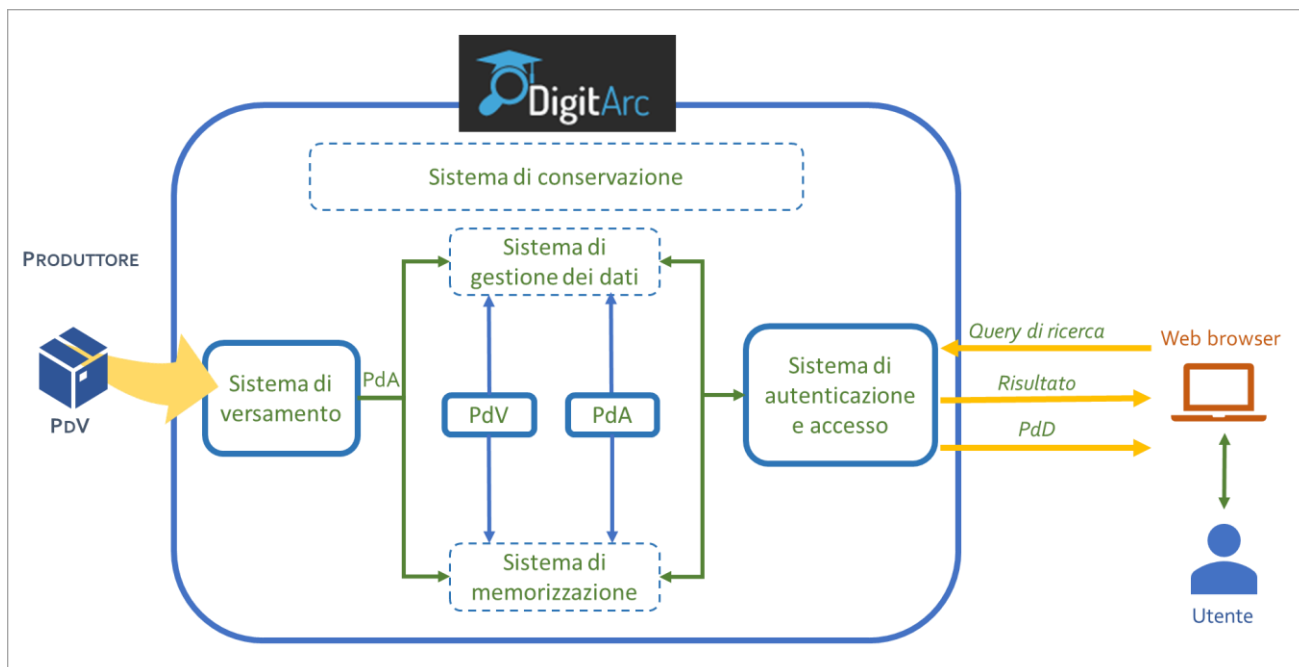 DigitArc
Sistema di conservazione
PRODUTTORE
PDV
Sistema di
versamento
PdA
Sistema di
gestione dei dati
PdV
PdA
Sistema di
memorizzazione
Sistema di
autenticazione
e accesso
Query di ricerca
Risultato
PdD
Web browser
Utente